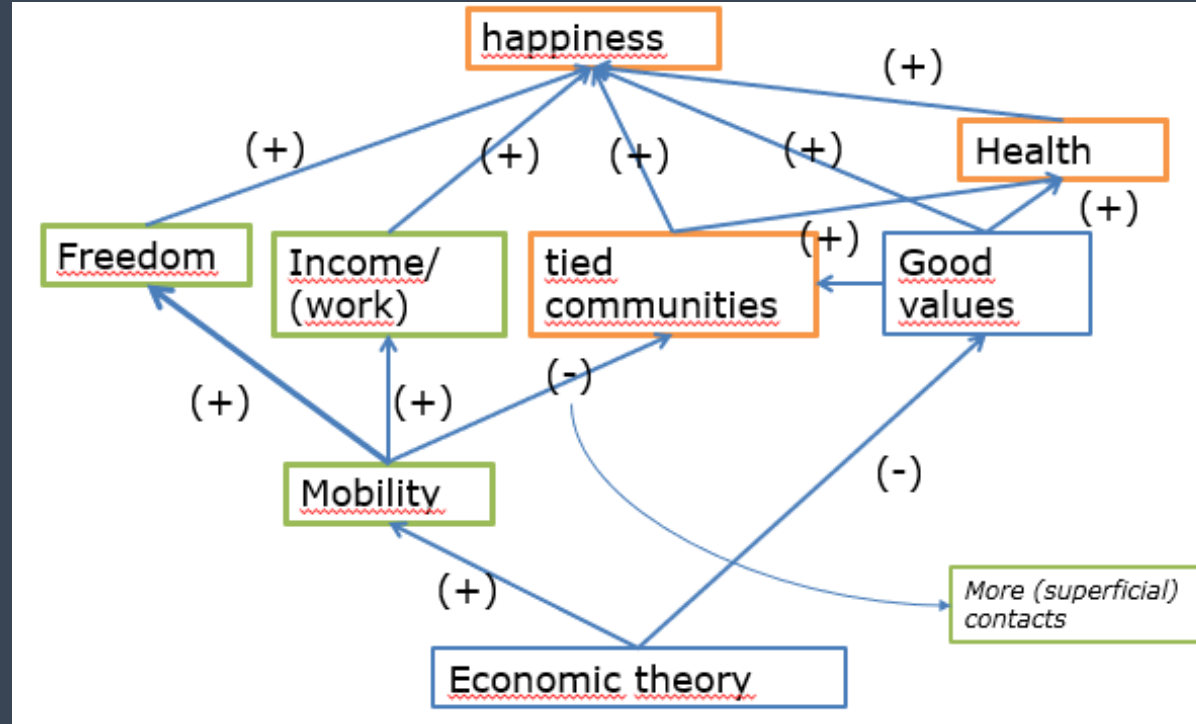 happiness
(+)
(+)
(+)
(+)
(+)
Health
(+)
Freedom
Income/
(work)
tied
communities
(+)
Good
values
(+)
(+)
(-)
Mobility
(-)
(+)
More (superficial)
contacts
Economic theory